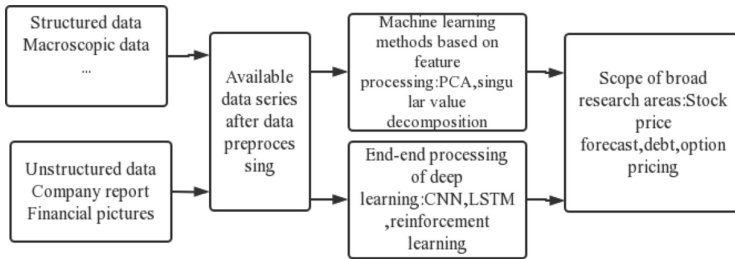 Structured data
Macroscopic data
...
Unstructured data
Company report
Financial pictures
Available
data series
after data
preproces
sing
Machine learning
methods based on
feature
processing:PCA,singu
lar value
decomposition
End-end processing
of deep
learning:CNN,LSTM
,reinforcement
learning
Scope of broad
research areas:Stock
price
forecast,debt,option
pricing